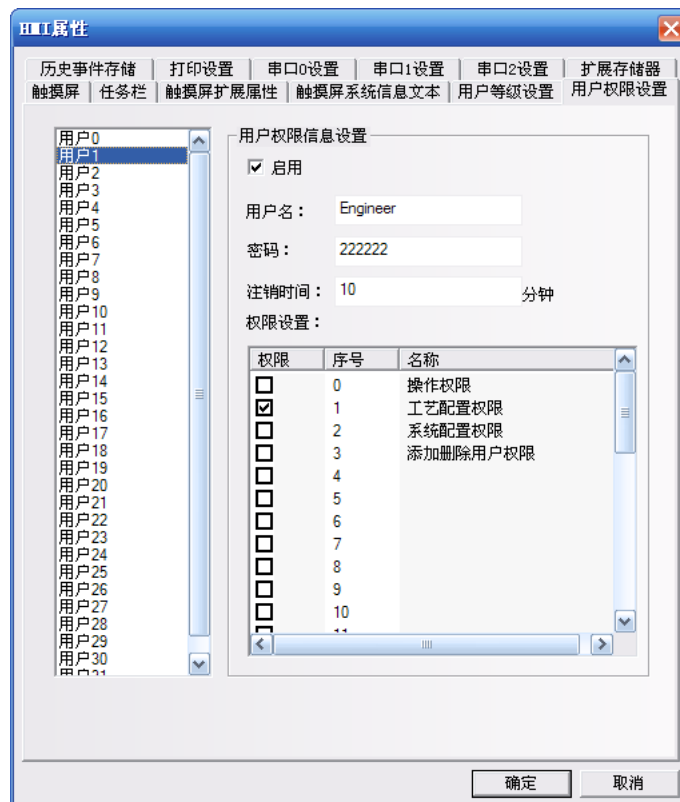 HMI属性
历史事件存储 打印设置 串口0设置 串口1设置 串口2设置 扩展存储器
触摸屏 任务栏 触摸屏扩展属性 触摸屏系统信息文本 用户等级设置 用户权限设置
用户0
用户1
用户2
用户3
用户4
用户5
用户6
用户7
用户8
用户9
用户10
用户11
用户12
用户13
用户14
用户15
用户16
用户17
用户18
用户19
用户20
用户21
用户22
用户23
用户24
用户25
用户26
用户27
用户28
用户29
用户30
用户31
用户权限信息设置
启用
用户名： Engineer
密码： 222222
注销时间： 10 分钟
权限设置：
权限 序号 名称
0 操作权限
1 工艺配置权限
2 系统配置权限
3 添加删除用户权限
4
5
6
7
8
9
10
11
确定 取消